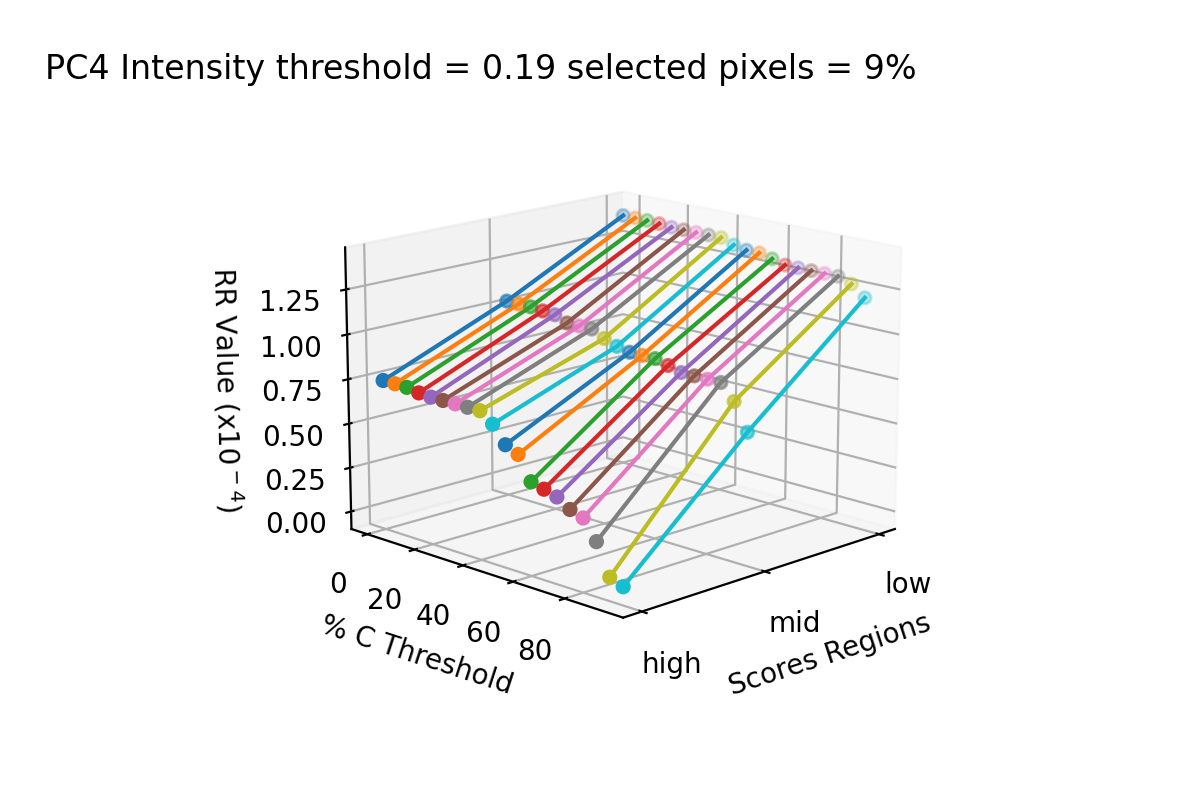 PC4 Intensity threshold = 0.19 selected pixels = 9%
RR Value (x10⁻⁴)
1.25
1.00
0.75
0.50
0.25
0.00
0
20
40
60
80
% C Threshold
high
mid
low
Scores Regions